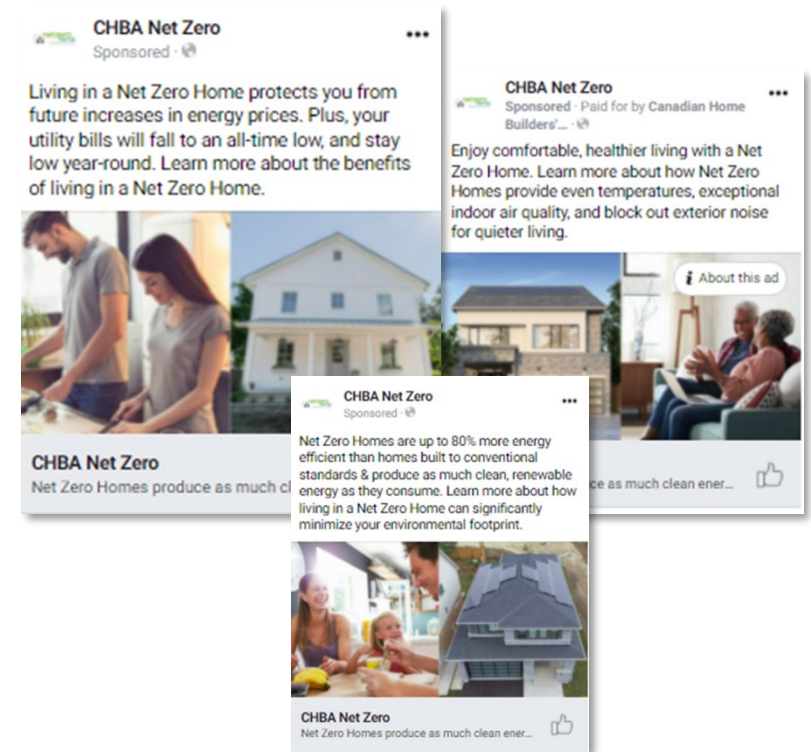 CHBA Net Zero
Sponsored ·
Living in a Net Zero Home protects you from
future increases in energy prices. Plus, your
utility bills will fall to an all-time low, and stay
low year-round. Learn more about the benefits
of living in a Net Zero Home.
CHBA Net Zero
Net Zero Homes produce as much cl
CHBA Net Zero
Sponsored · Paid for by Canadian Home
Builders'... ·
Enjoy comfortable, healthier living with a Net
Zero Home. Learn more about how Net Zero
Homes provide even temperatures, exceptional
indoor air quality, and block out exterior noise
for quieter living.
About this ad
ce as much clean ener...
CHBA Net Zero
Sponsored ·
Net Zero Homes are up to 80% more energy
efficient than homes built to conventional
standards & produce as much clean, renewable
energy as they consume. Learn more about how
living in a Net Zero Home can significantly
minimize your environmental footprint.
CHBA Net Zero
Net Zero Homes produce as much clean ener...